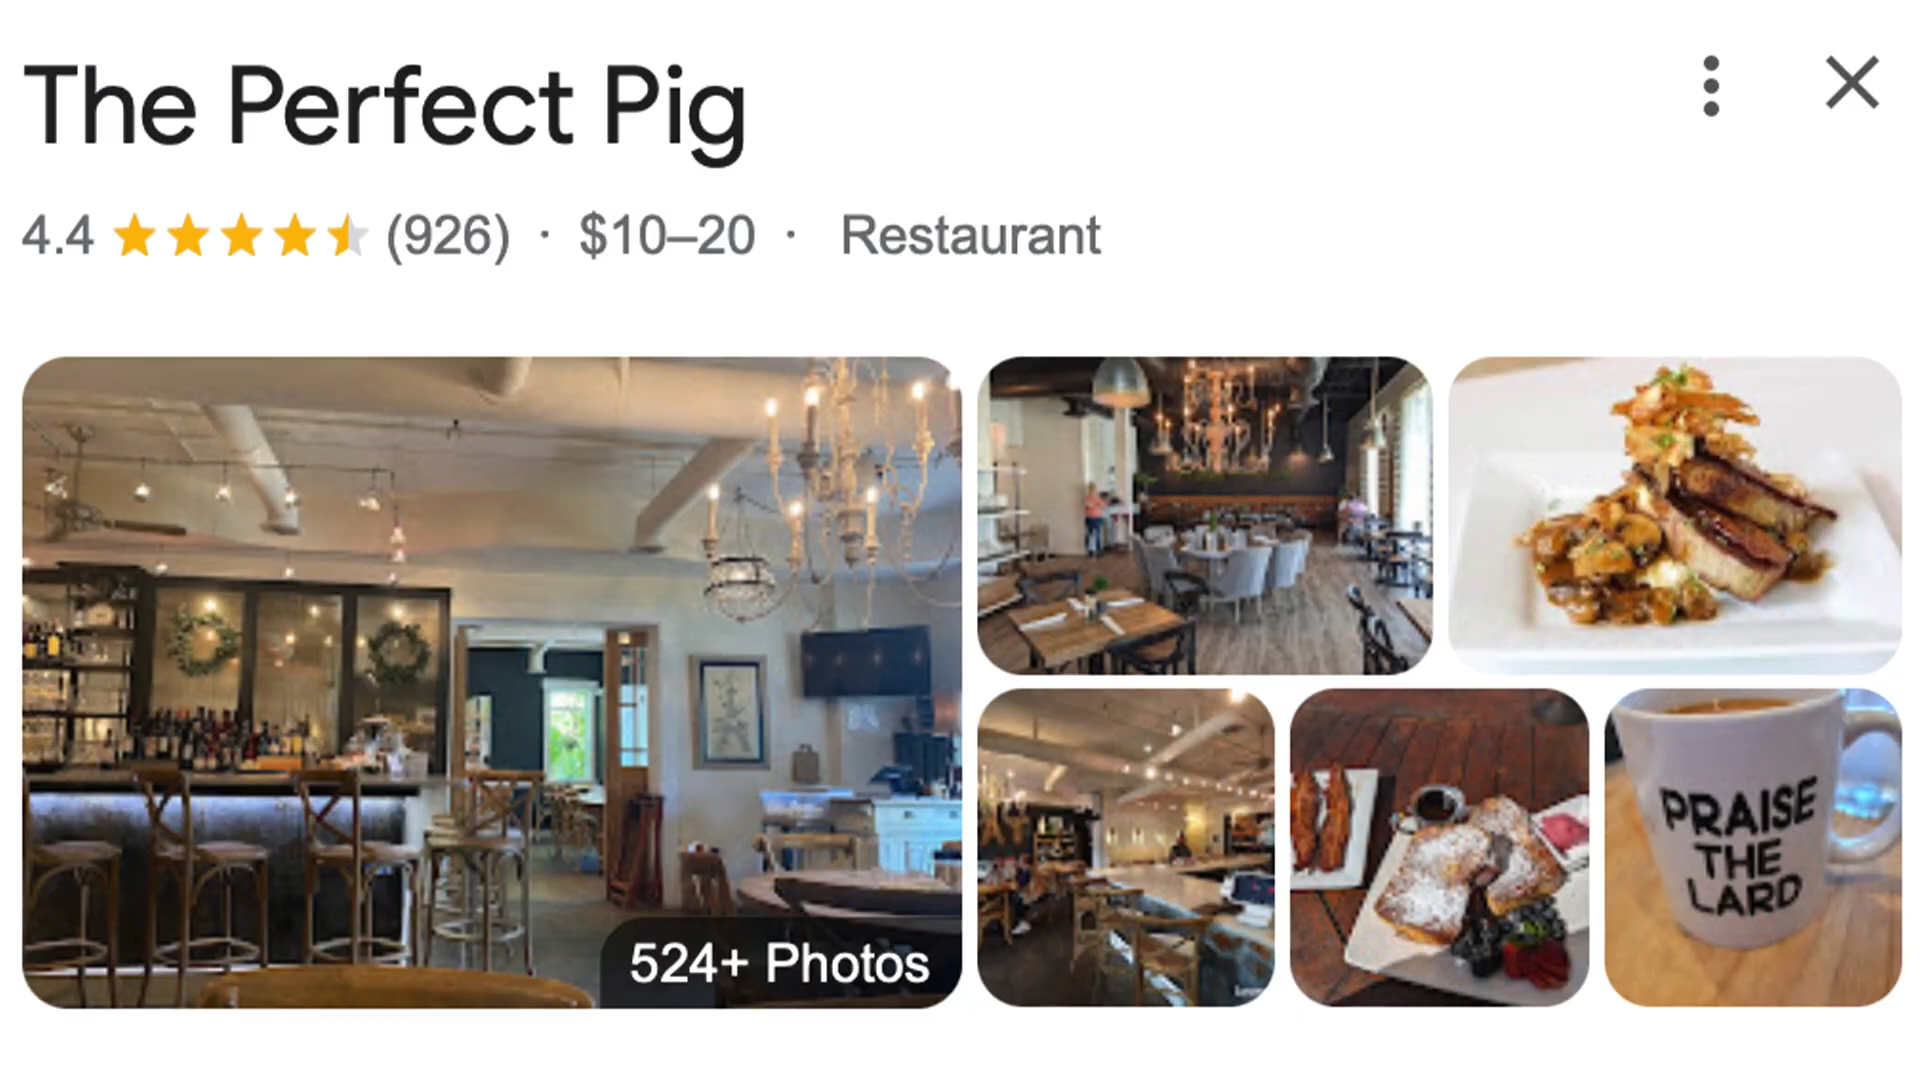 The Perfect Pig
4.4 (926) · $10–20 · Restaurant
524+ Photos
PRAISE
THE
LARD